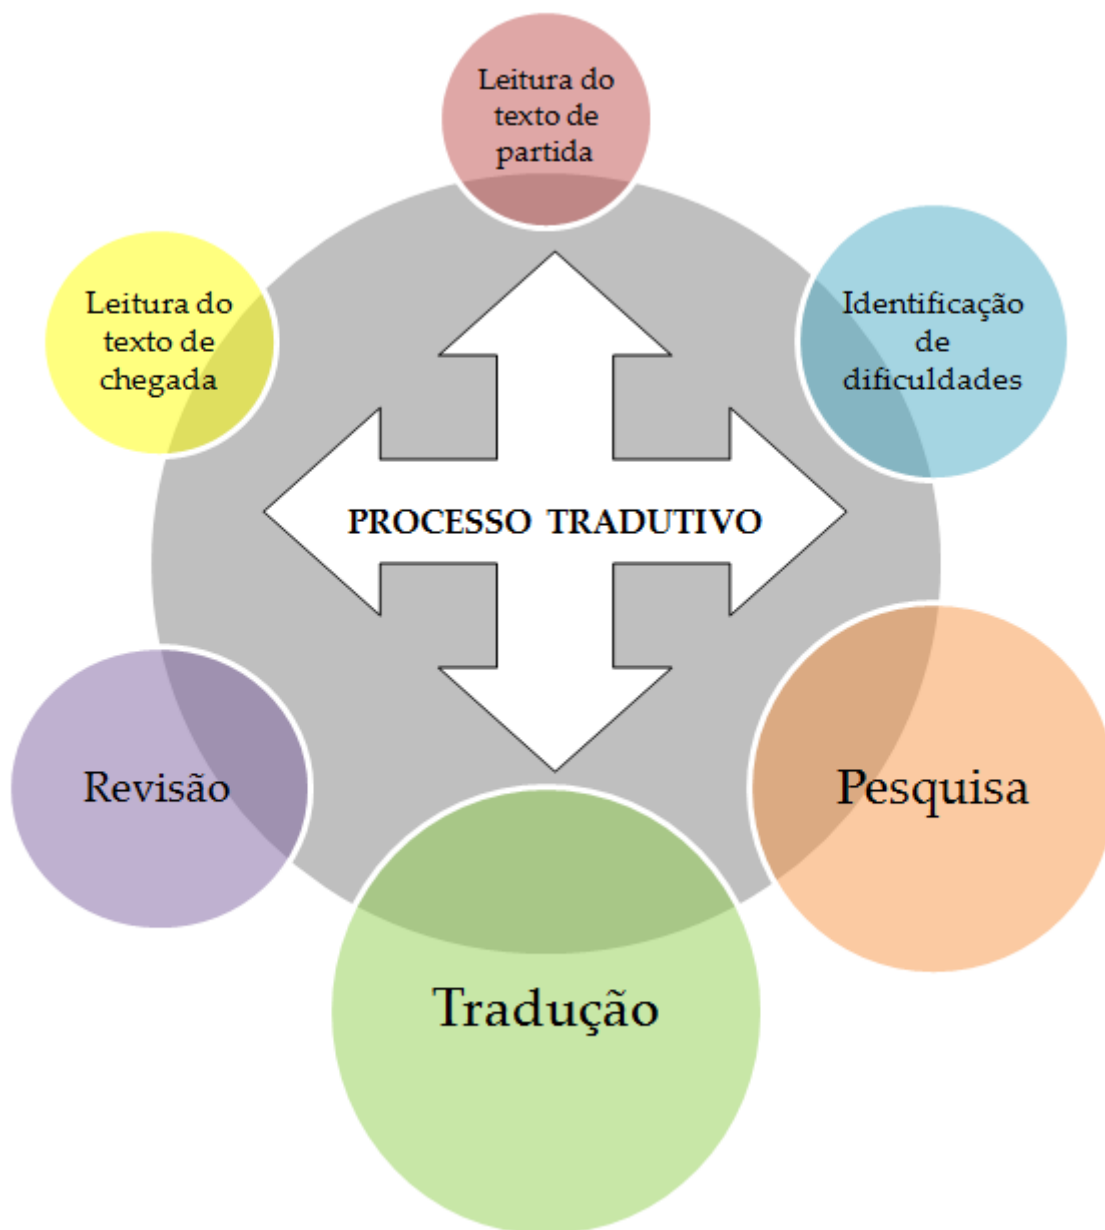 Leitura do
texto de
partida
Identificação
de
dificuldades
Pesquisa
Tradução
Revisão
Leitura do
texto de
chegada
PROCESSO TRADUTIVO